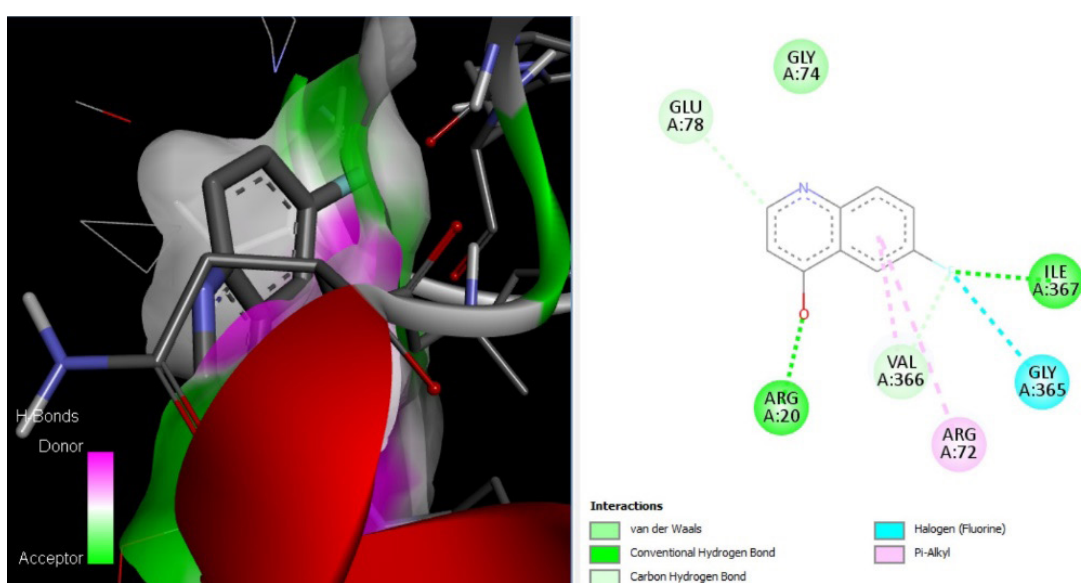 H-Bonds
Donor
Acceptor
GLY
A:74
GLU
A:78
N
ILE
A:367
O
VAL
A:366
GLY
A:365
ARG
A:20
ARG
A:72
Interactions
van der Waals
Conventional Hydrogen Bond
Carbon Hydrogen Bond
Halogen (Fluorine)
Pi-Alkyl